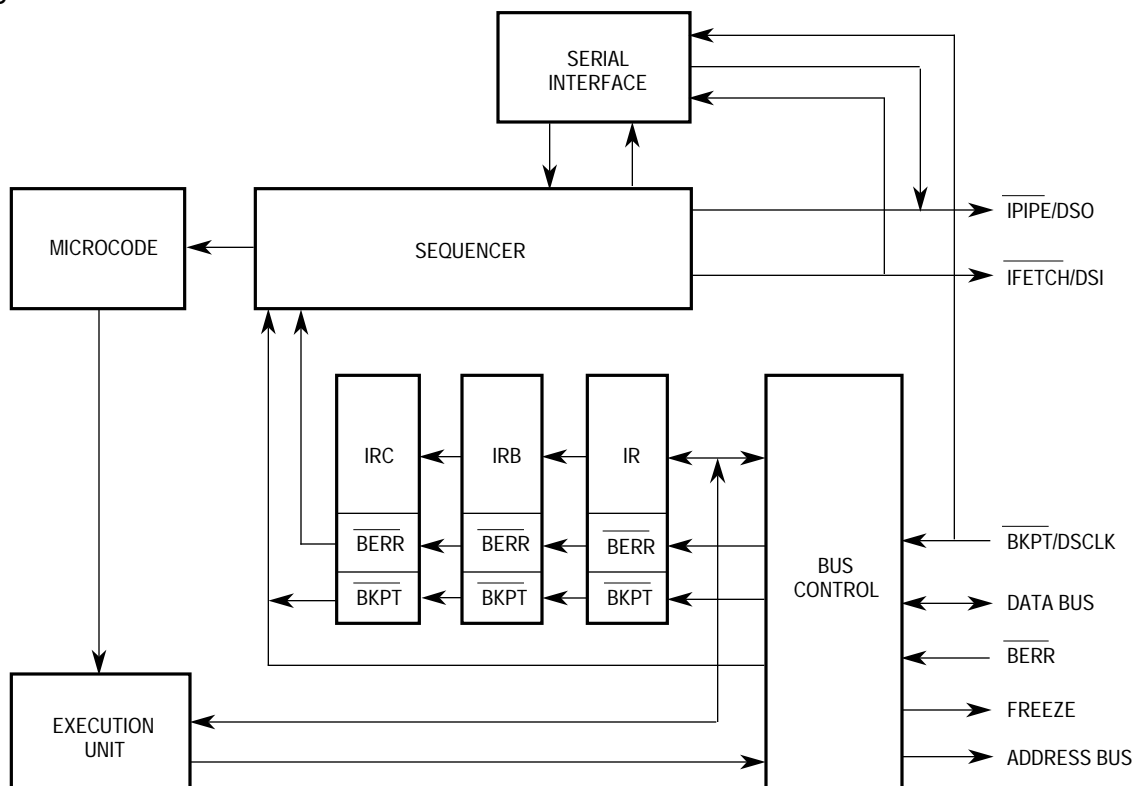 SERIAL
INTERFACE
IPIPE/DSO
MICROCODE
SEQUENCER
IFETCH/DSI
IRC
IRB
IR
BERR
BERR
BERR
BKPT/DSCLK
BUS
CONTROL
BKPT
BKPT
BKPT
DATA BUS
BERR
FREEZE
EXECUTION
UNIT
ADDRESS BUS